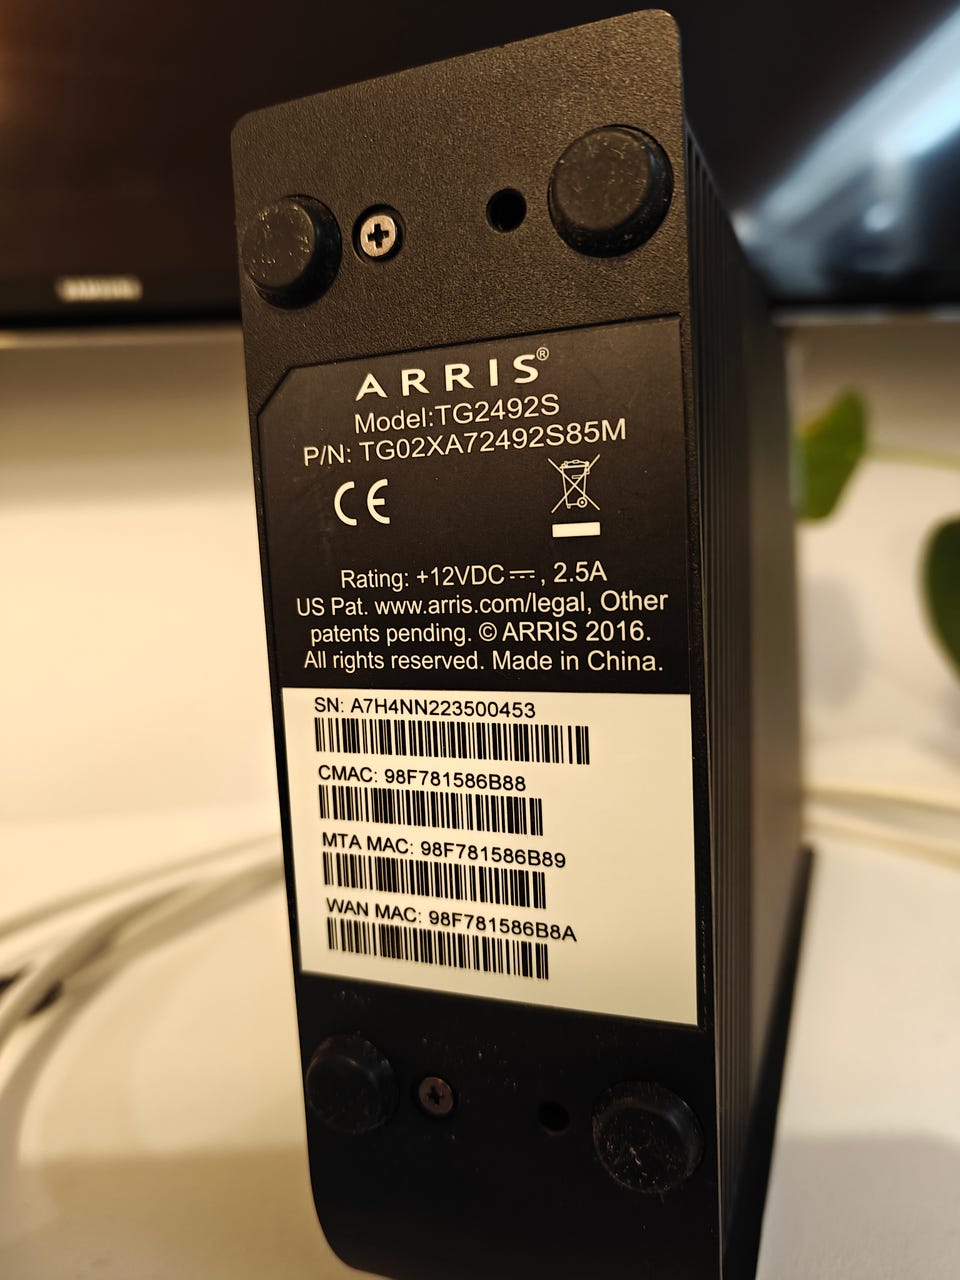 SAMSUNG
ARRIS®
Model:TG2492S
P/N: TG02XA72492S85M
CE
Rating: +12VDC⎓, 2.5A
US Pat. www.arris.com/legal, Other
patents pending. © ARRIS 2016.
All rights reserved. Made in China.
SN: A7H4NN223500453
CMAC: 98F781586B88
MTA MAC: 98F781586B89
WAN MAC: 98F781586B8A